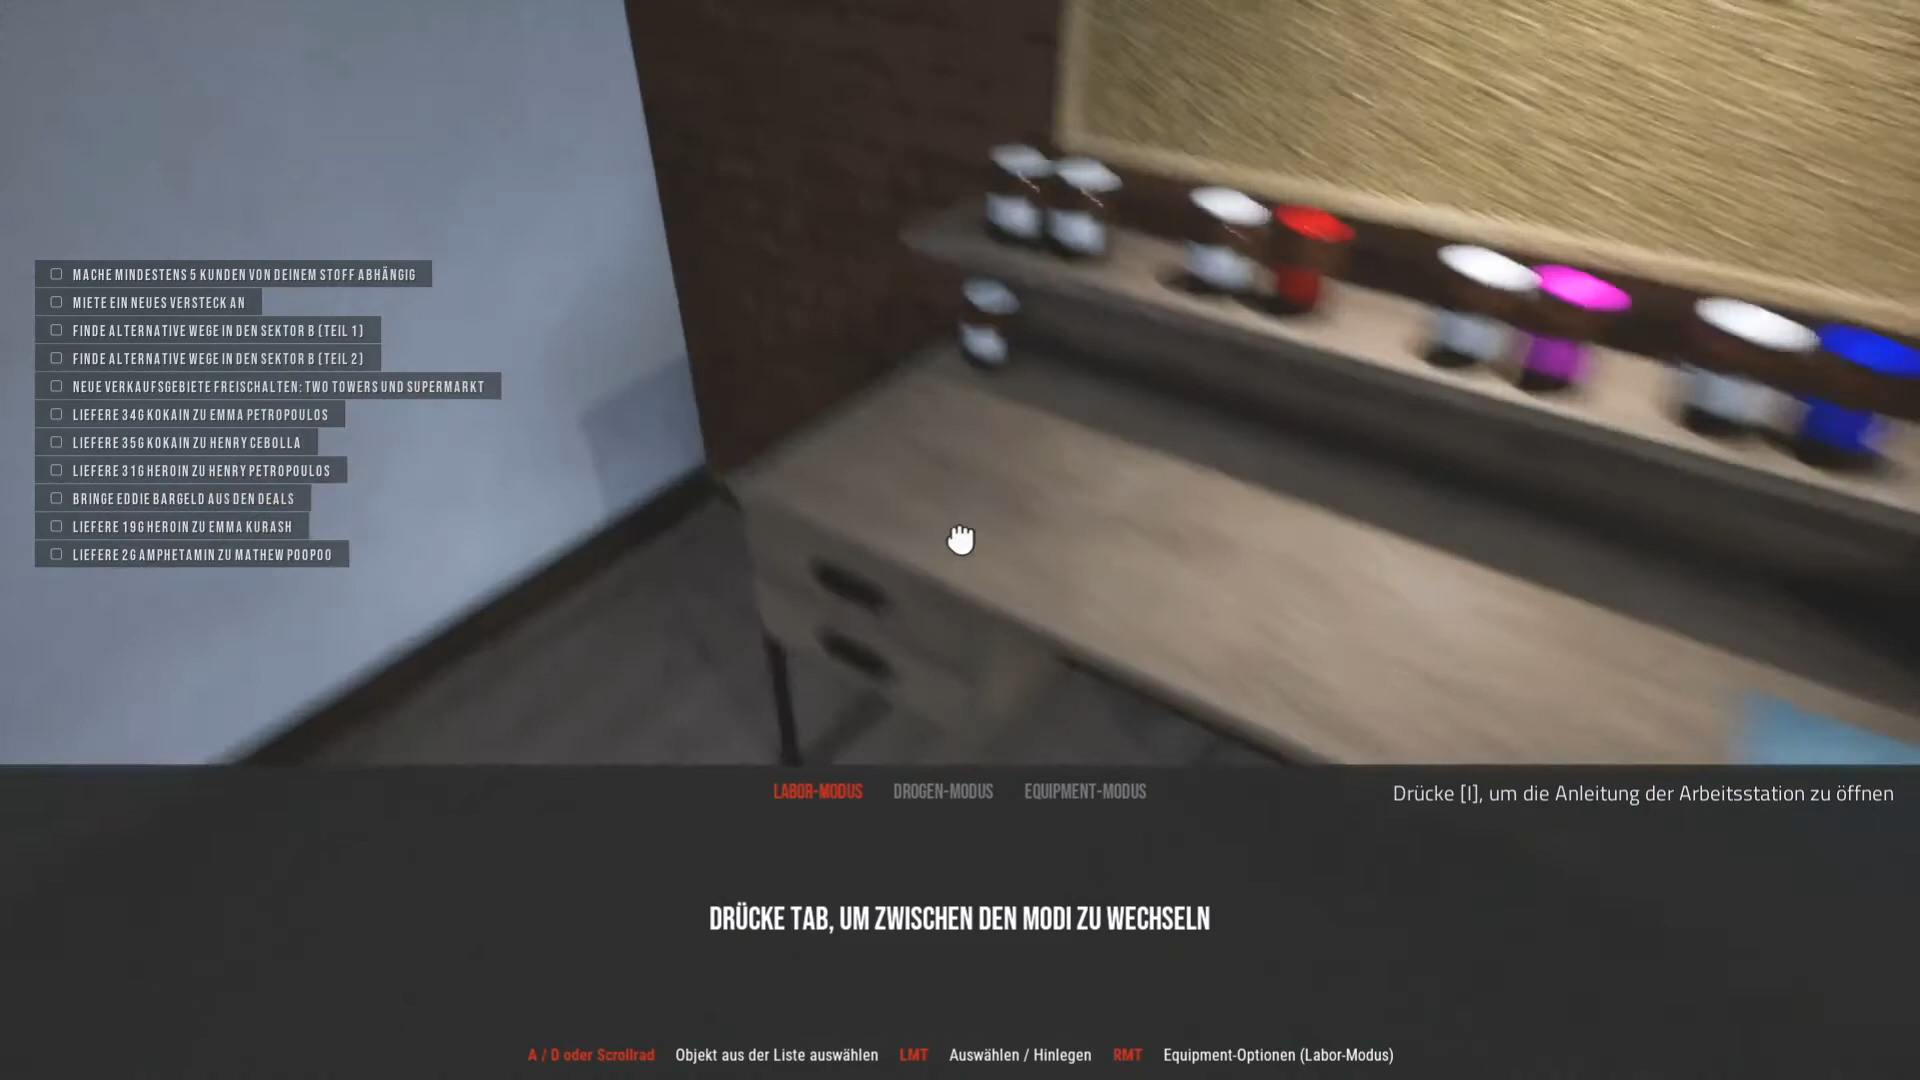 MACHE MINDESTENS 5 KUNDEN VON DEINEM STOFF ABHÄNGIG
MIETE EIN NEUES VERSTECK AN
FINDE ALTERNATIVE WEGE IN DEN SEKTOR B (TEIL 1)
FINDE ALTERNATIVE WEGE IN DEN SEKTOR B (TEIL 2)
NEUE VERKAUFSGEBIETE FREISCHALTEN: TWO TOWERS UND SUPERMARKT
LIEFERE 34G KOKAIN ZU EMMA PETROPOULOS
LIEFERE 35G KOKAIN ZU HENRY CEBOLLA
LIEFERE 31G HEROIN ZU HENRY PETROPOULOS
BRINGE EDDIE BARGELD AUS DEN DEALS
LIEFERE 19G HEROIN ZU EMMA KURASH
LIEFERE 2G AMPHETAMIN ZU MATHEW POOPOO
LABOR-MODUS DROGEN-MODUS EQUIPMENT-MODUS
Drücke [I], um die Anleitung der Arbeitsstation zu öffnen
DRÜCKE TAB, UM ZWISCHEN DEN MODI ZU WECHSELN
A / D oder Scrollrad Objekt aus der Liste auswählen LMT Auswählen / Hinlegen RMT Equipment-Optionen (Labor-Modus)